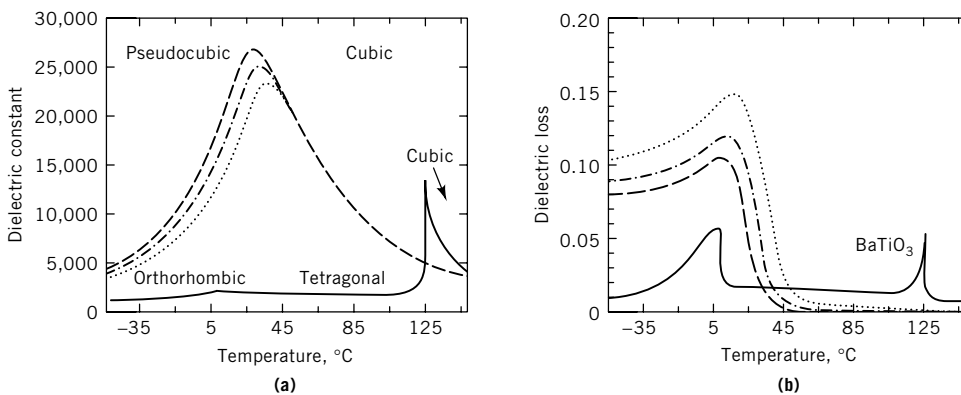 30,000
25,000
20,000
15,000
10,000
5,000
0
Dielectric constant
Pseudocubic
Cubic
Cubic
Orthorhombic
Tetragonal
−35
5
45
85
125
Temperature, °C
(a)
0.20
0.15
0.10
0.05
0
Dielectric loss
BaTiO3
−35
5
45
85
125
Temperature, °C
(b)